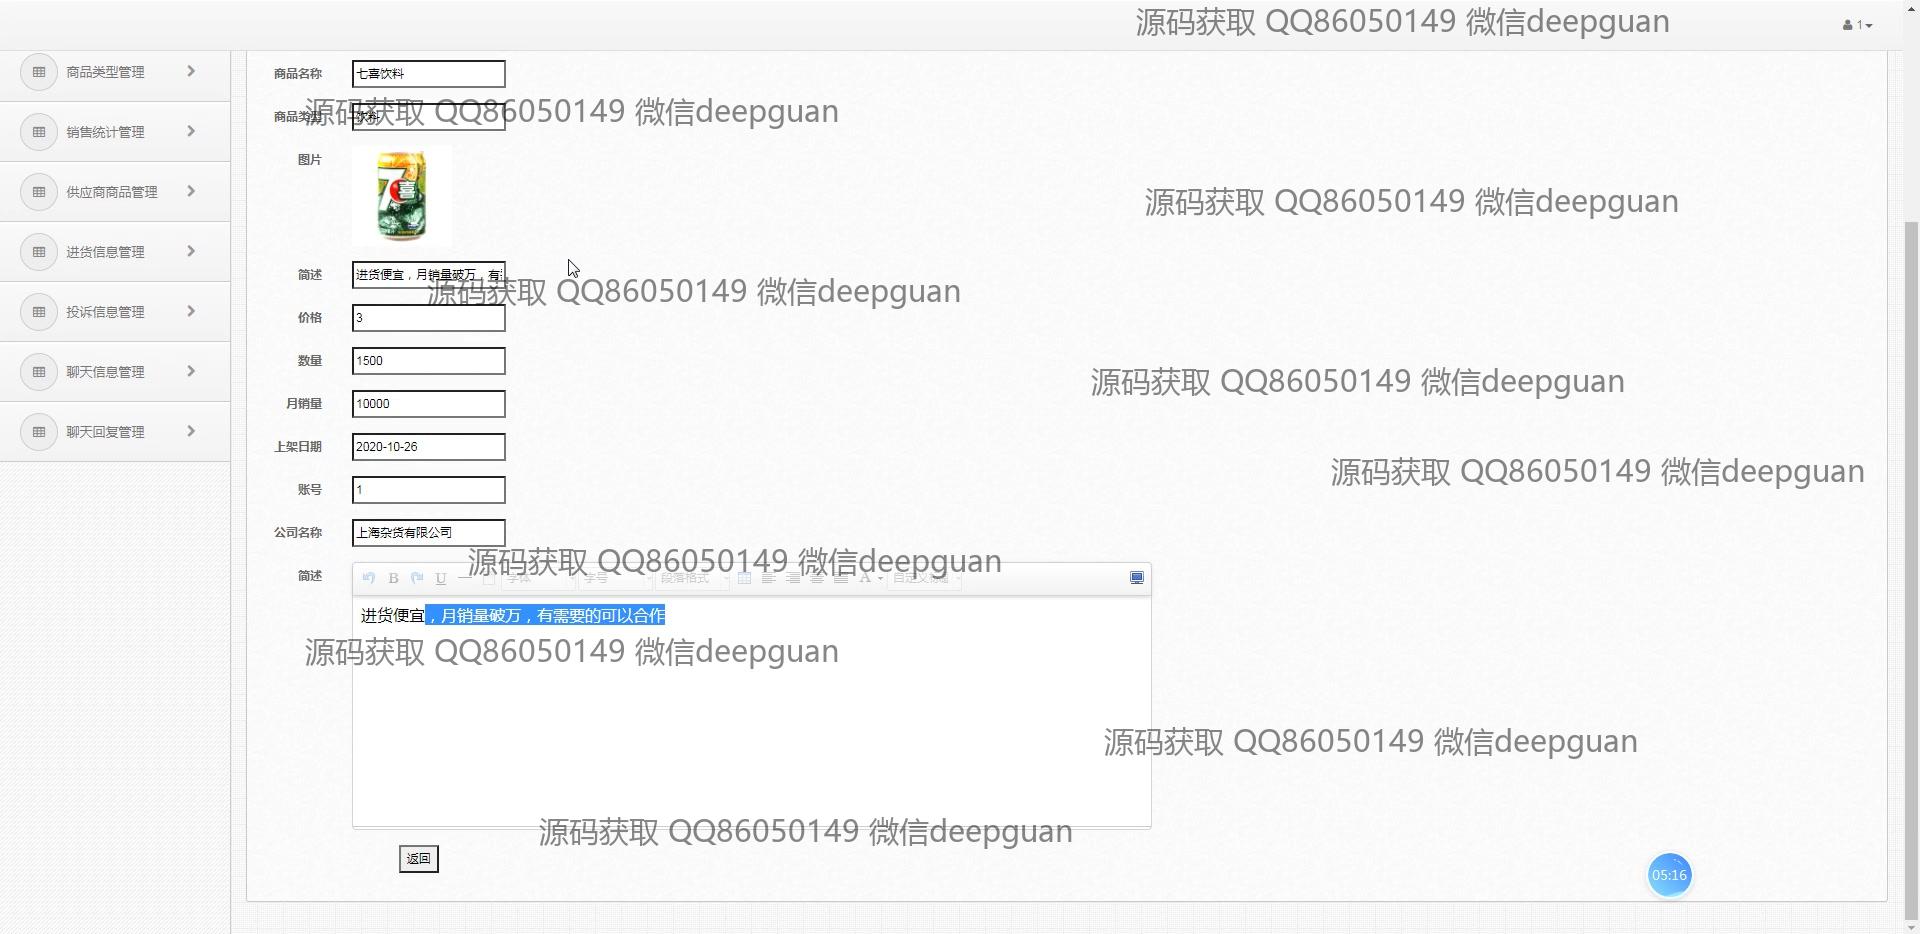 源码获取 QQ86050149 微信deepguan
1
商品类型管理
销售统计管理
供应商商品管理
进货信息管理
投诉信息管理
聊天信息管理
聊天回复管理
商品名称 七喜饮料
商品类型 饮料
源码获取 QQ86050149 微信deepguan
图片
7喜
源码获取 QQ86050149 微信deepguan
简述 进货便宜，月销量破万，有
源码获取 QQ86050149 微信deepguan
价格 3
数量 1500
源码获取 QQ86050149 微信deepguan
月销量 10000
上架日期 2020-10-26
源码获取 QQ86050149 微信deepguan
账号 1
公司名称 上海杂货有限公司
源码获取 QQ86050149 微信deepguan
简述
B U 字体 字号 段落格式 A 自定义标题
进货便宜，月销量破万，有需要的可以合作
源码获取 QQ86050149 微信deepguan
源码获取 QQ86050149 微信deepguan
源码获取 QQ86050149 微信deepguan
返回
05:16